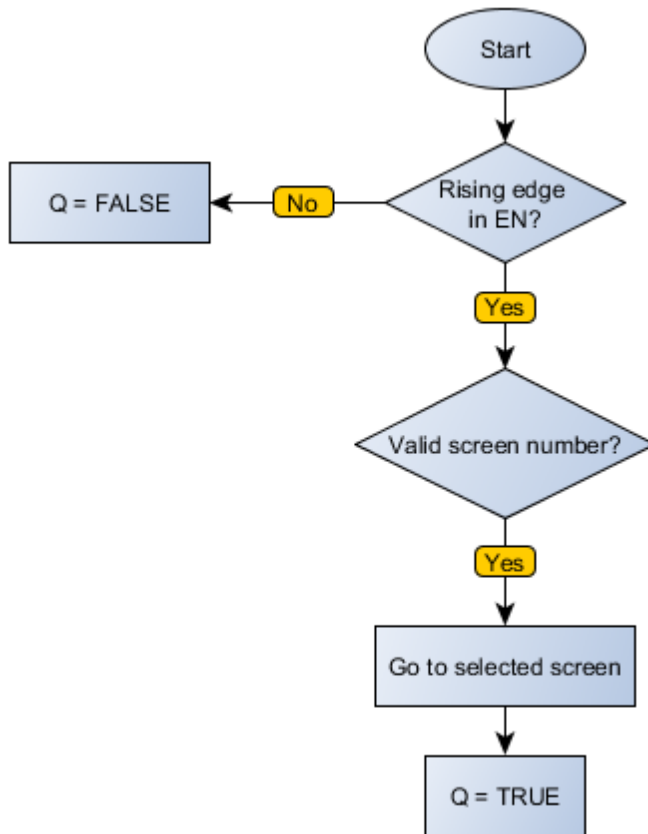 Start
Rising edge
in EN?
No
Q = FALSE
Yes
Valid screen number?
Yes
Go to selected screen
Q = TRUE